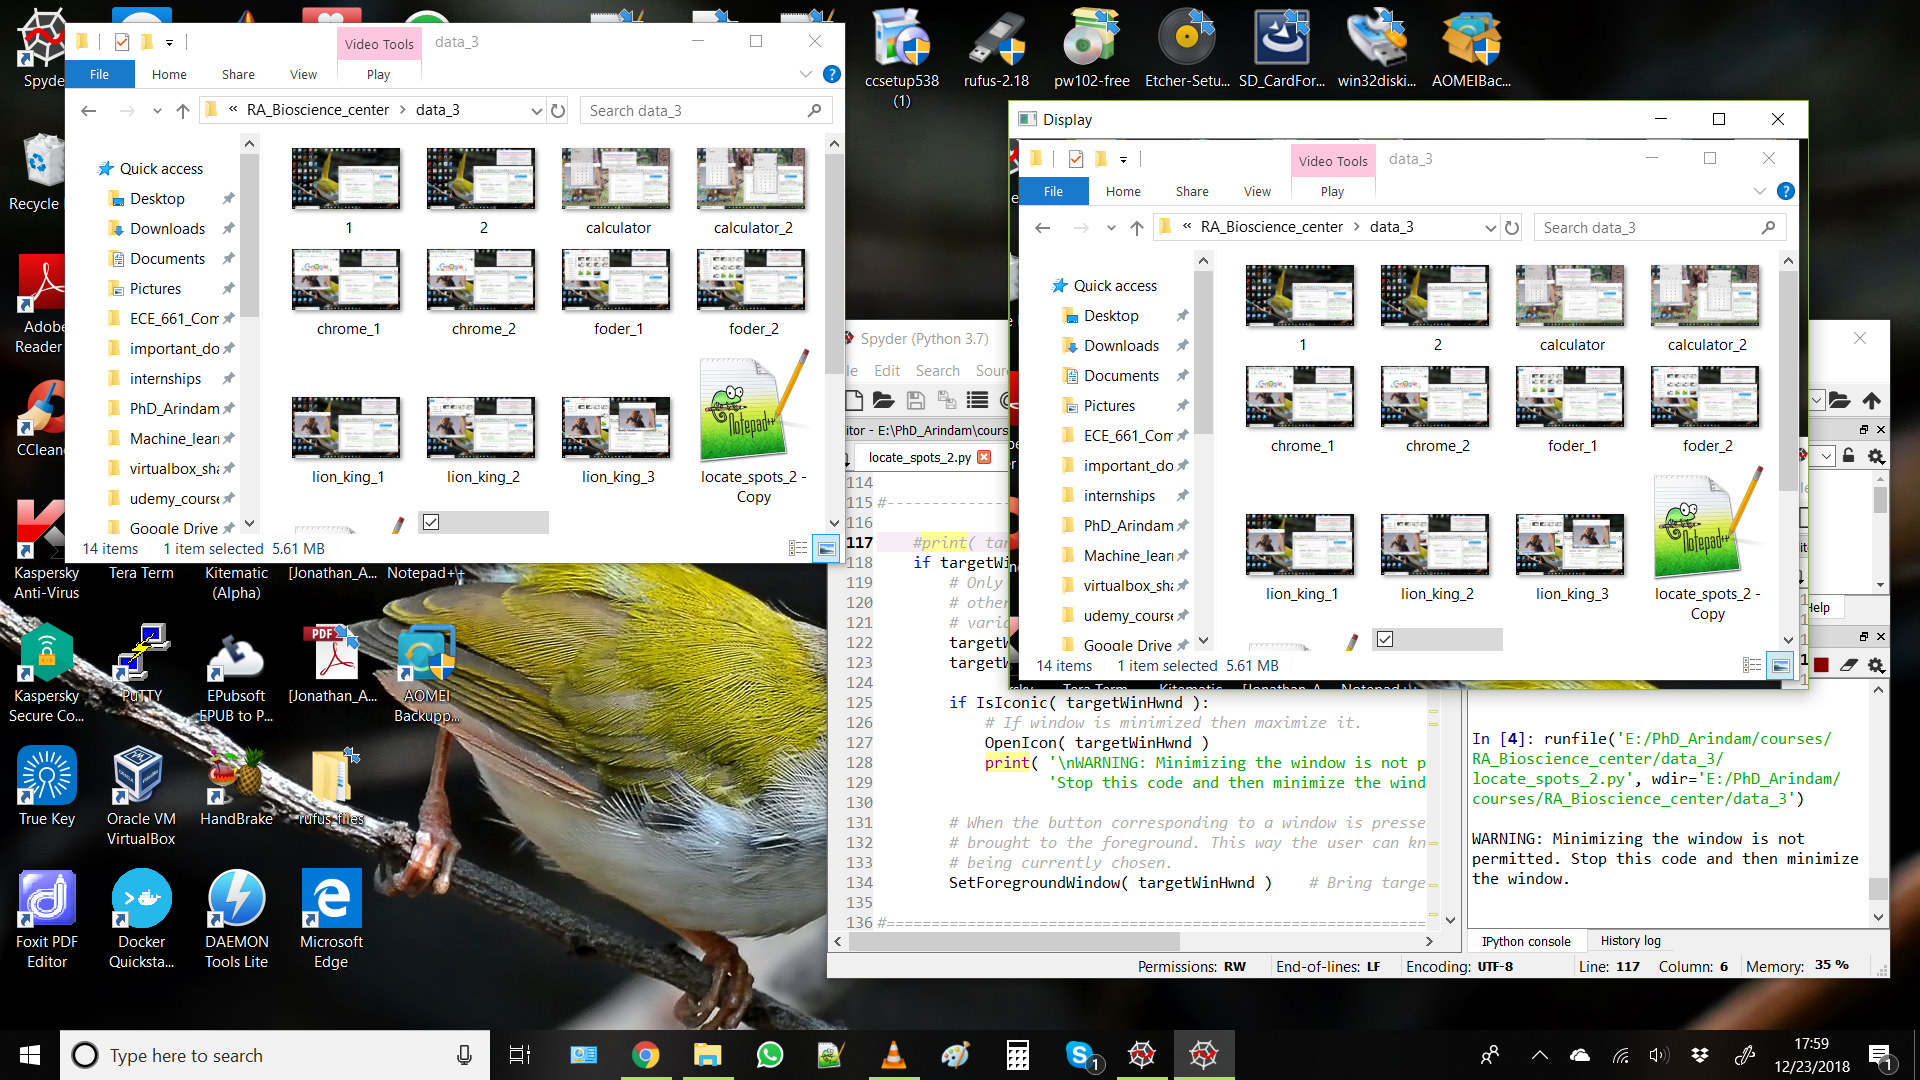 Spyder
Recycle
Adobe
Reader
CClean
Kaspersky
Anti-Virus
Tera Term
Kitematic
(Alpha)
[Jonathan_A...
Notepad++
Kaspersky
Secure Co...
PuTTY
EPubsoft
EPUB to P...
[Jonathan_A...
AOMEI
Backupp...
True Key
Oracle VM
VirtualBox
HandBrake
rufus_files
Foxit PDF
Editor
Docker
Quicksta...
DAEMON
Tools Lite
Microsoft
Edge
ccsetup538
(1)
rufus-2.18
pw102-free
Etcher-Setu...
SD_CardFor...
win32diski...
AOMEIBac...
Video Tools
data_3
File
Home
Share
View
Play
« RA_Bioscience_center > data_3
Search data_3
Quick access
Desktop
Downloads
Documents
Pictures
ECE_661_Com
important_do
internships
PhD_Arindam
Machine_lear
virtualbox_sha
udemy_course
Google Drive
1
2
calculator
calculator_2
chrome_1
chrome_2
foder_1
foder_2
lion_king_1
lion_king_2
lion_king_3
locate_spots_2 -
Copy
14 items
1 item selected 5.61 MB
Display
Video Tools
data_3
File
Home
Share
View
Play
« RA_Bioscience_center > data_3
Search data_3
Quick access
Desktop
Downloads
Documents
Pictures
ECE_661_Com
important_do
internships
PhD_Arindam
Machine_lear
virtualbox_sha
udemy_course
Google Drive
1
2
calculator
calculator_2
chrome_1
chrome_2
foder_1
foder_2
lion_king_1
lion_king_2
lion_king_3
locate_spots_2 -
Copy
14 items
1 item selected 5.61 MB
Tera Term
Kitematic
[Jonathan_A...
Notepad++
Spyder (Python 3.7)
Edit
Search
Sour
itor - E:\PhD_Arindam\cours
locate_spots_2.py
114
115 #------------
116
117 #print( tar
118 if targetWi
119 # Only
120 # other
121 # varia
122 targetW
123 targetW
124
125 if IsIconic( targetWinHwnd ):
126 # If window is minimized then maximize it.
127 OpenIcon( targetWinHwnd )
128 print( '\nWARNING: Minimizing the window is not p
129 'Stop this code and then minimize the wind
130
131 # When the button corresponding to a window is presse
132 # brought to the foreground. This way the user can kn
133 # being currently chosen.
134 SetForegroundWindow( targetWinHwnd ) # Bring targe
135
136 #==============================
Help
In [4]: runfile('E:/PhD_Arindam/courses/
RA_Bioscience_center/data_3/
locate_spots_2.py', wdir='E:/PhD_Arindam/
courses/RA_Bioscience_center/data_3')
WARNING: Minimizing the window is not
permitted. Stop this code and then minimize
the window.
IPython console
History log
Permissions: RW
End-of-lines: LF
Encoding: UTF-8
Line: 117
Column: 6
Memory: 35 %
Type here to search
1
17:59
12/23/2018
1